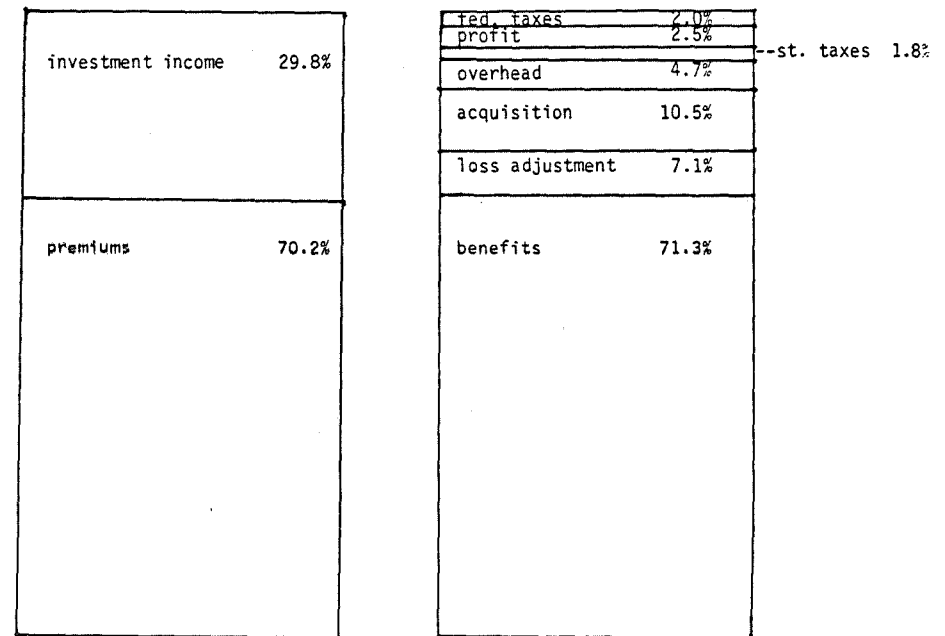 investment income 29.8%
premiums 70.2%
fed. taxes 2.0%
profit 2.5%
--st. taxes 1.8%
overhead 4.7%
acquisition 10.5%
loss adjustment 7.1%
benefits 71.3%